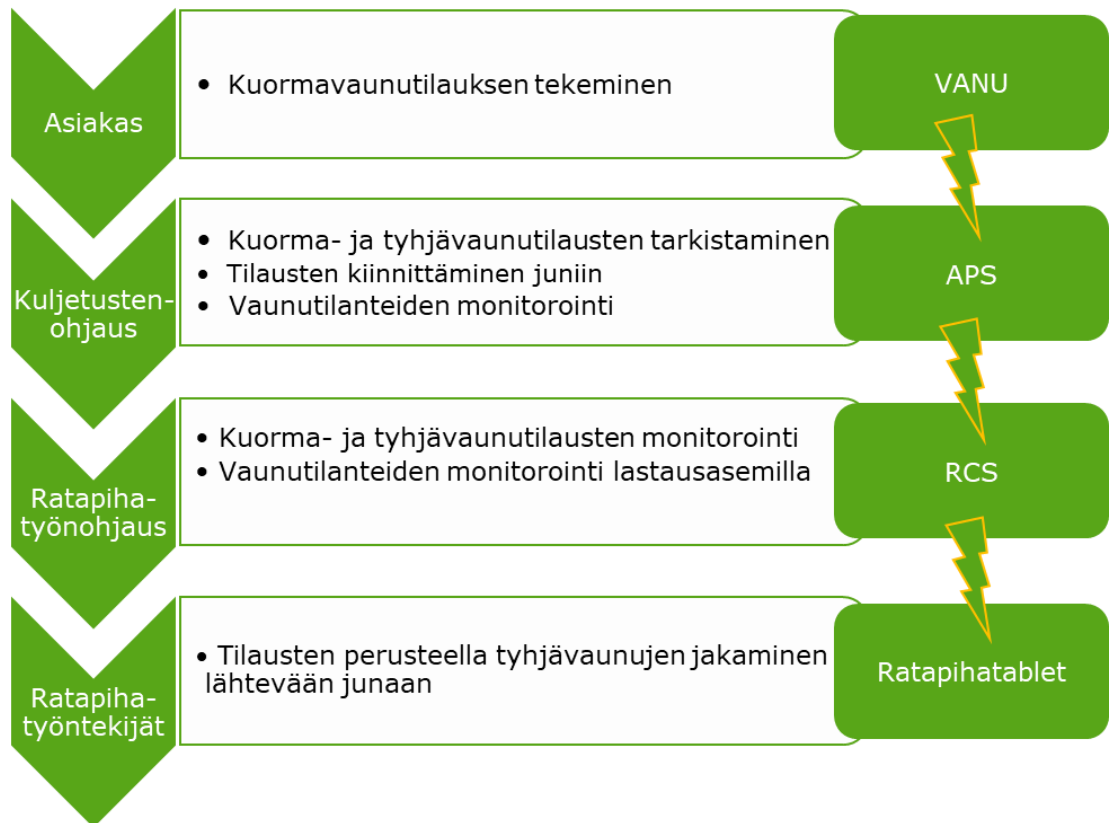 Asiakas
• Kuormavaunutilauksen tekeminen
VANU
Kuljetusten-
ohjaus
• Kuorma- ja tyhjävaunutilausten tarkistaminen
• Tilausten kiinnittäminen juniin
• Vaunutilanteiden monitorointi
APS
Ratapiha-
työnohjaus
• Kuorma- ja tyhjävaunutilausten monitorointi
• Vaunutilanteiden monitorointi lastausasemilla
RCS
Ratapiha-
työntekijät
• Tilausten perusteella tyhjävaunujen jakaminen
lähtevään junaan
Ratapihatablet